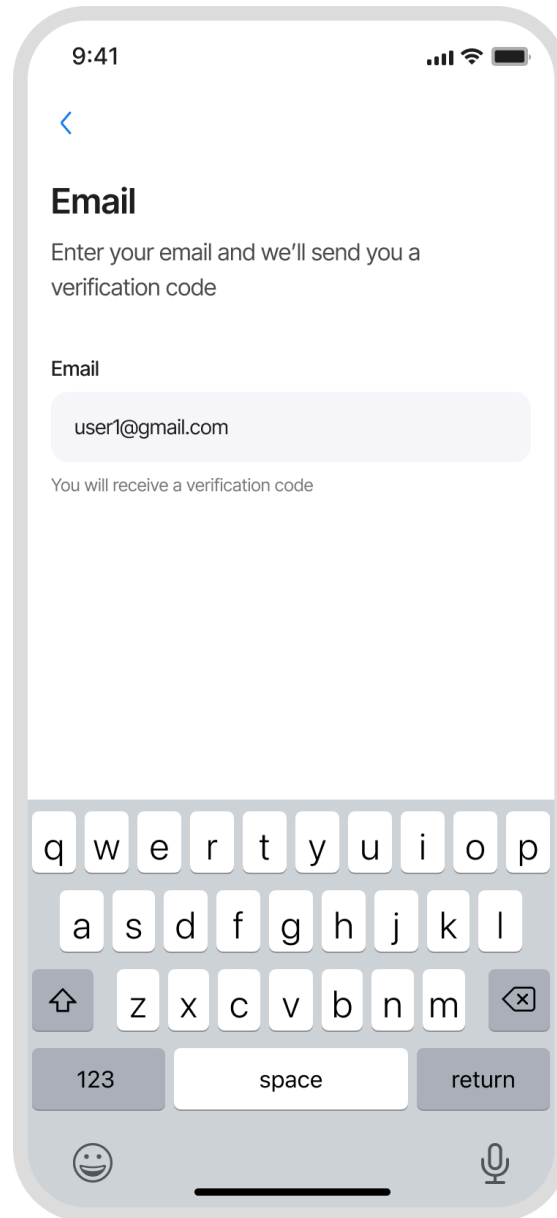 9:41
Email
Enter your email and we’ll send you a
verification code
Email
user1@gmail.com
You will receive a verification code
q w e r t y u i o p
a s d f g h j k l
z x c v b n m
123 space return